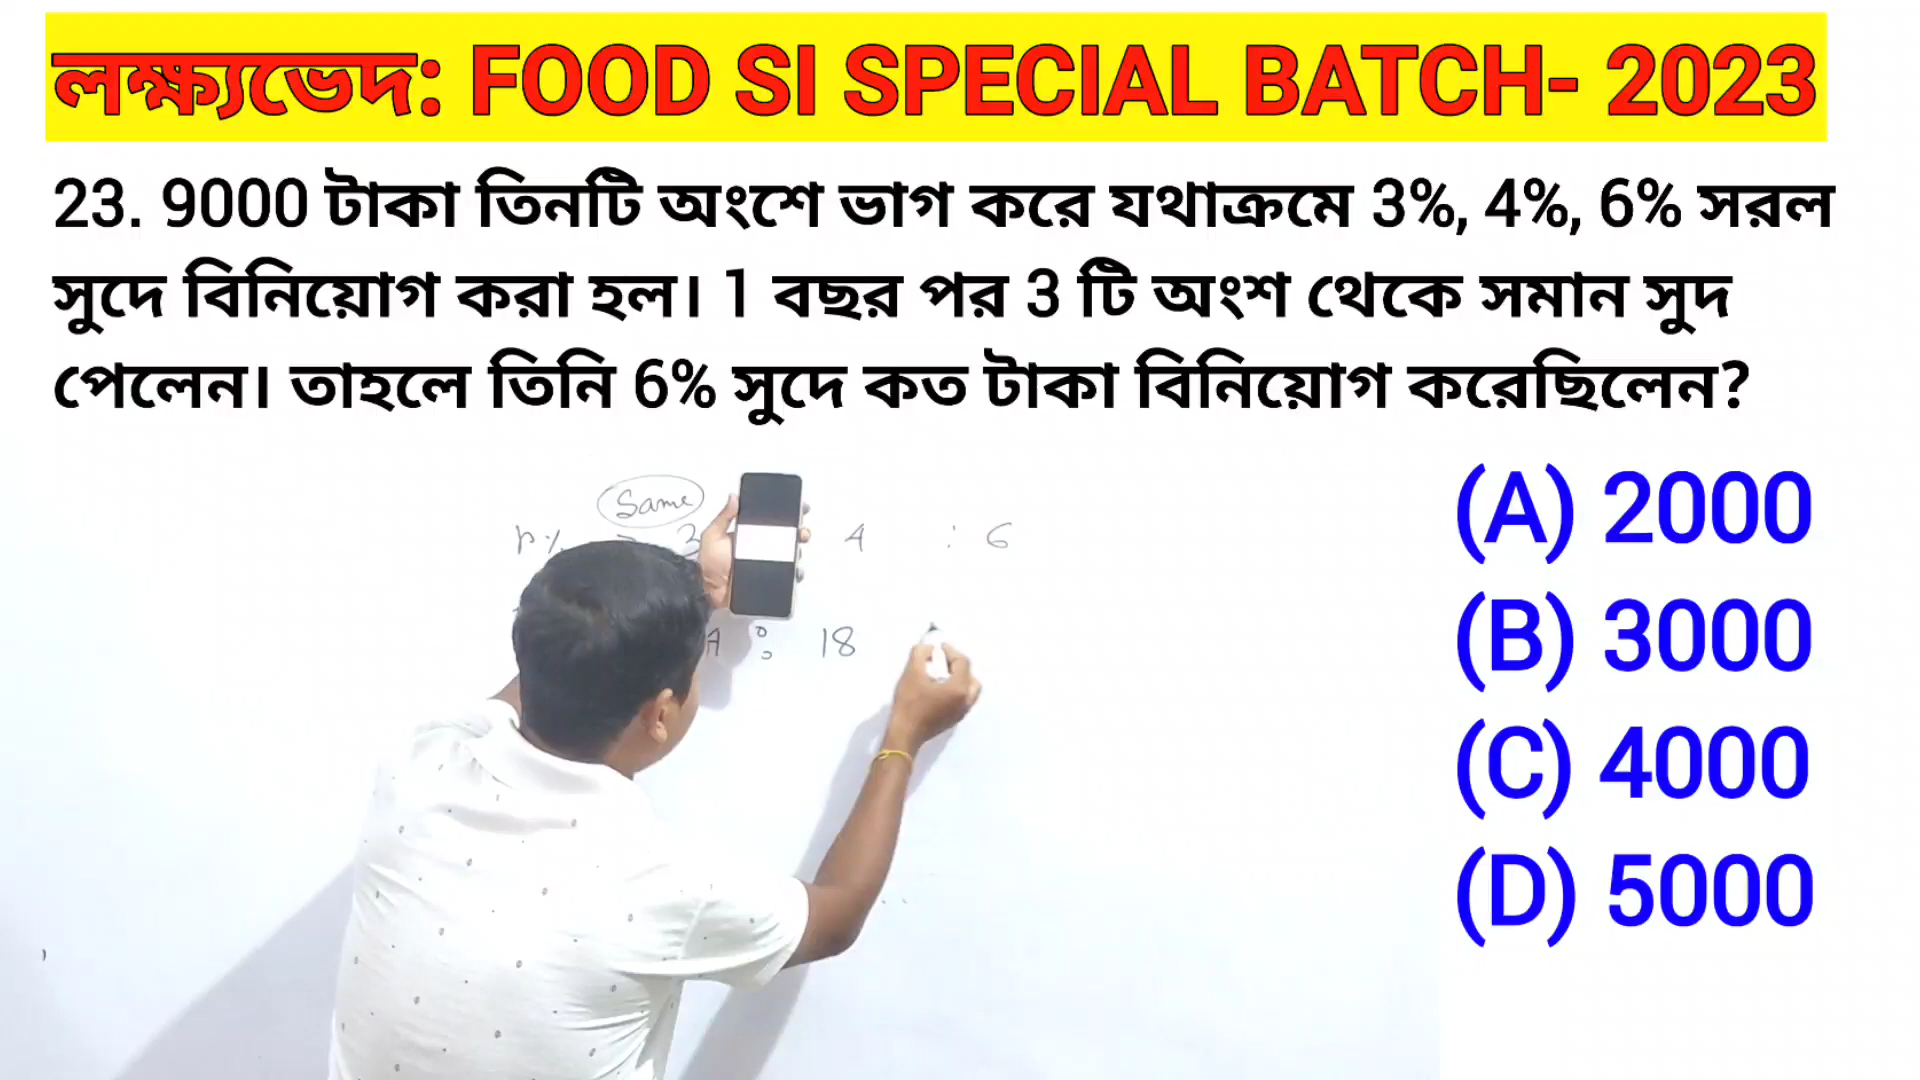 লক্ষ্যভেদ: FOOD SI SPECIAL BATCH- 2023
23. 9000 টাকা তিনটি অংশে ভাগ করে যথাক্রমে 3%, 4%, 6% সরল
সুদে বিনিয়োগ করা হল। 1 বছর পর 3 টি অংশ থেকে সমান সুদ
পেলেন। তাহলে তিনি 6% সুদে কত টাকা বিনিয়োগ করেছিলেন?
Same
r% = 3 4 : 6
: 18
(A) 2000
(B) 3000
(C) 4000
(D) 5000